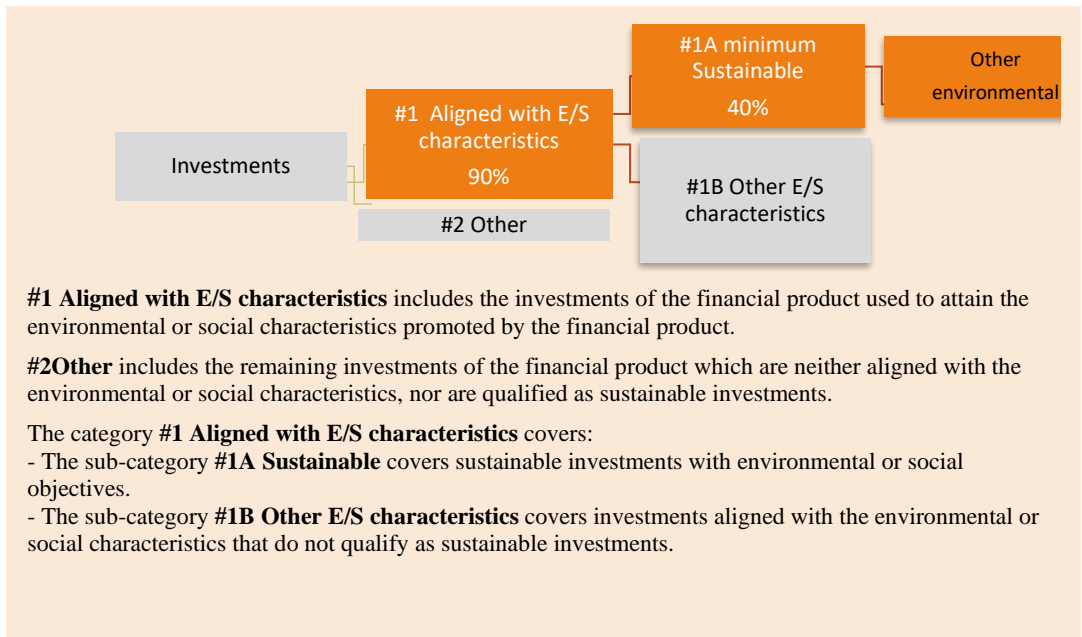 #1A minimum
Sustainable
40%
Other
environmental
#1 Aligned with E/S
characteristics
90%
Investments
#1B Other E/S
characteristics
#2 Other
#1 Aligned with E/S characteristics includes the investments of the financial product used to attain the
environmental or social characteristics promoted by the financial product.
#2Other includes the remaining investments of the financial product which are neither aligned with the
environmental or social characteristics, nor are qualified as sustainable investments.
The category #1 Aligned with E/S characteristics covers:
- The sub-category #1A Sustainable covers sustainable investments with environmental or social
objectives.
- The sub-category #1B Other E/S characteristics covers investments aligned with the environmental or
social characteristics that do not qualify as sustainable investments.